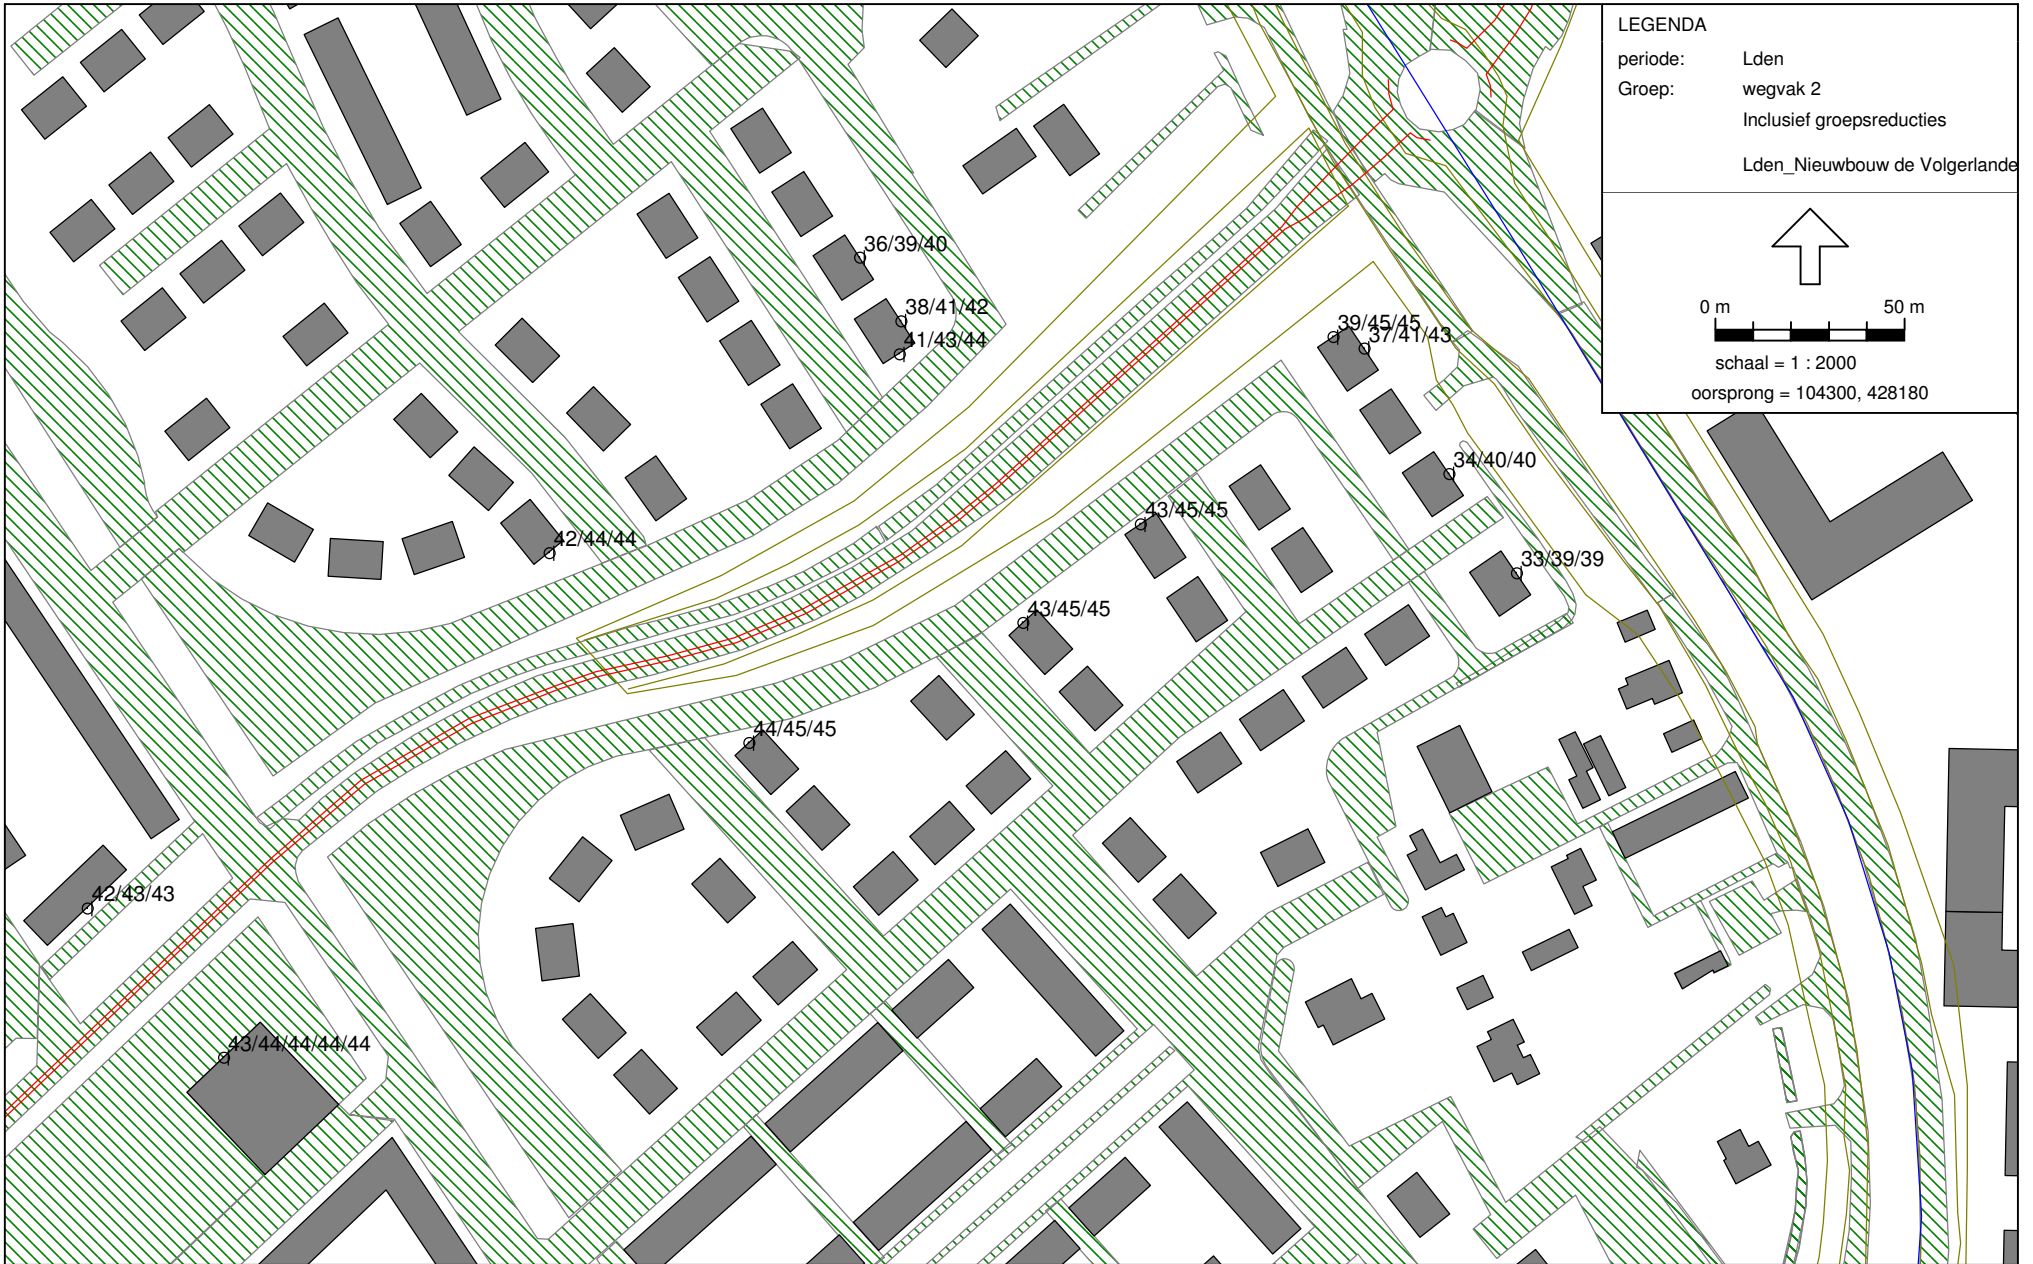 LEGENDA
periode: Lden
Groep: wegvak 2
Inclusief groepsreducties
Lden_Nieuwbouw de Volgerlande
0 m 50 m
schaal = 1 : 2000
oorsprong = 104300, 428180
36/39/40
38/41/42
41/43/44
39/45/45
37/41/43
34/40/40
43/45/45
42/44/44
33/39/39
43/45/45
44/45/45
42/43/43
43/44/44/44/44